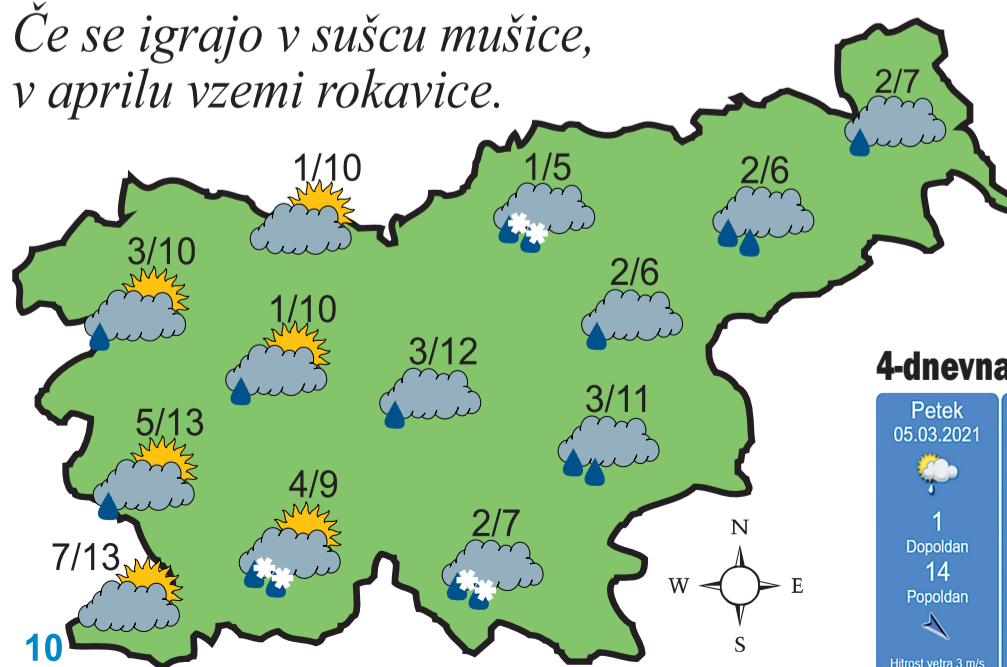 Če se igrajo v sušcu mušice,
v aprilu vzemi rokavice.
2/7
1/10
1/5
2/6
3/10
2/6
1/10
3/12
4-dnevna
3/11
Petek
05.03.2021
5/13
4/9
1
Dopoldan
2/7
N
7/13
14
Popoldan
W
E
S
10
Hitrost vetra 3 m/s